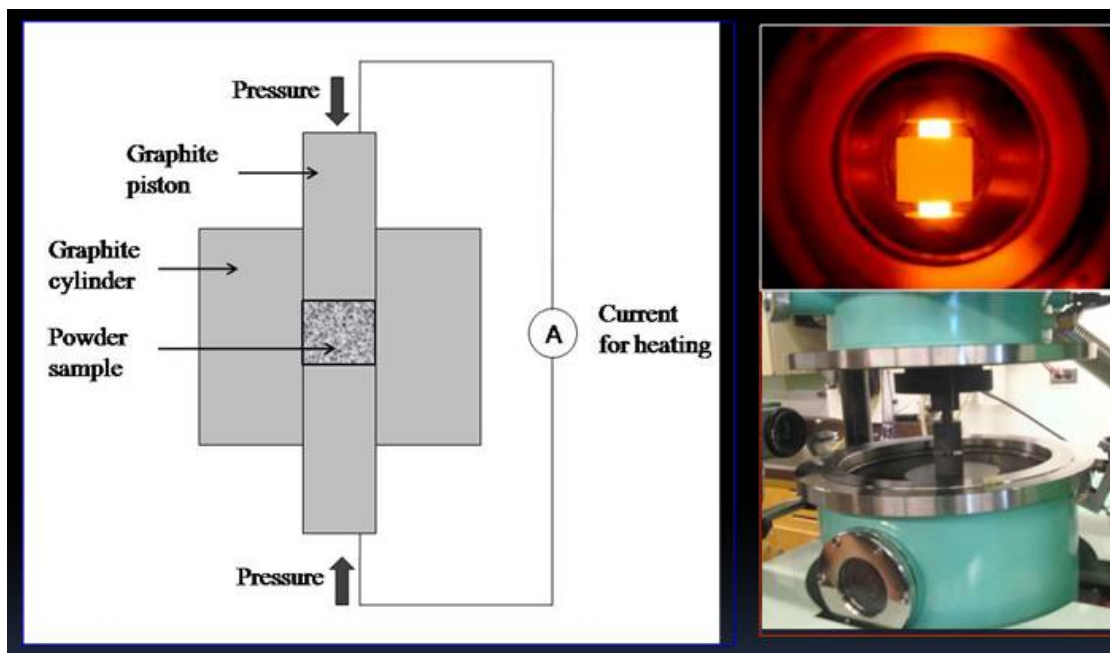 Pressure
Graphite
piston
Graphite
cylinder
Powder
sample
A
Current
for heating
Pressure